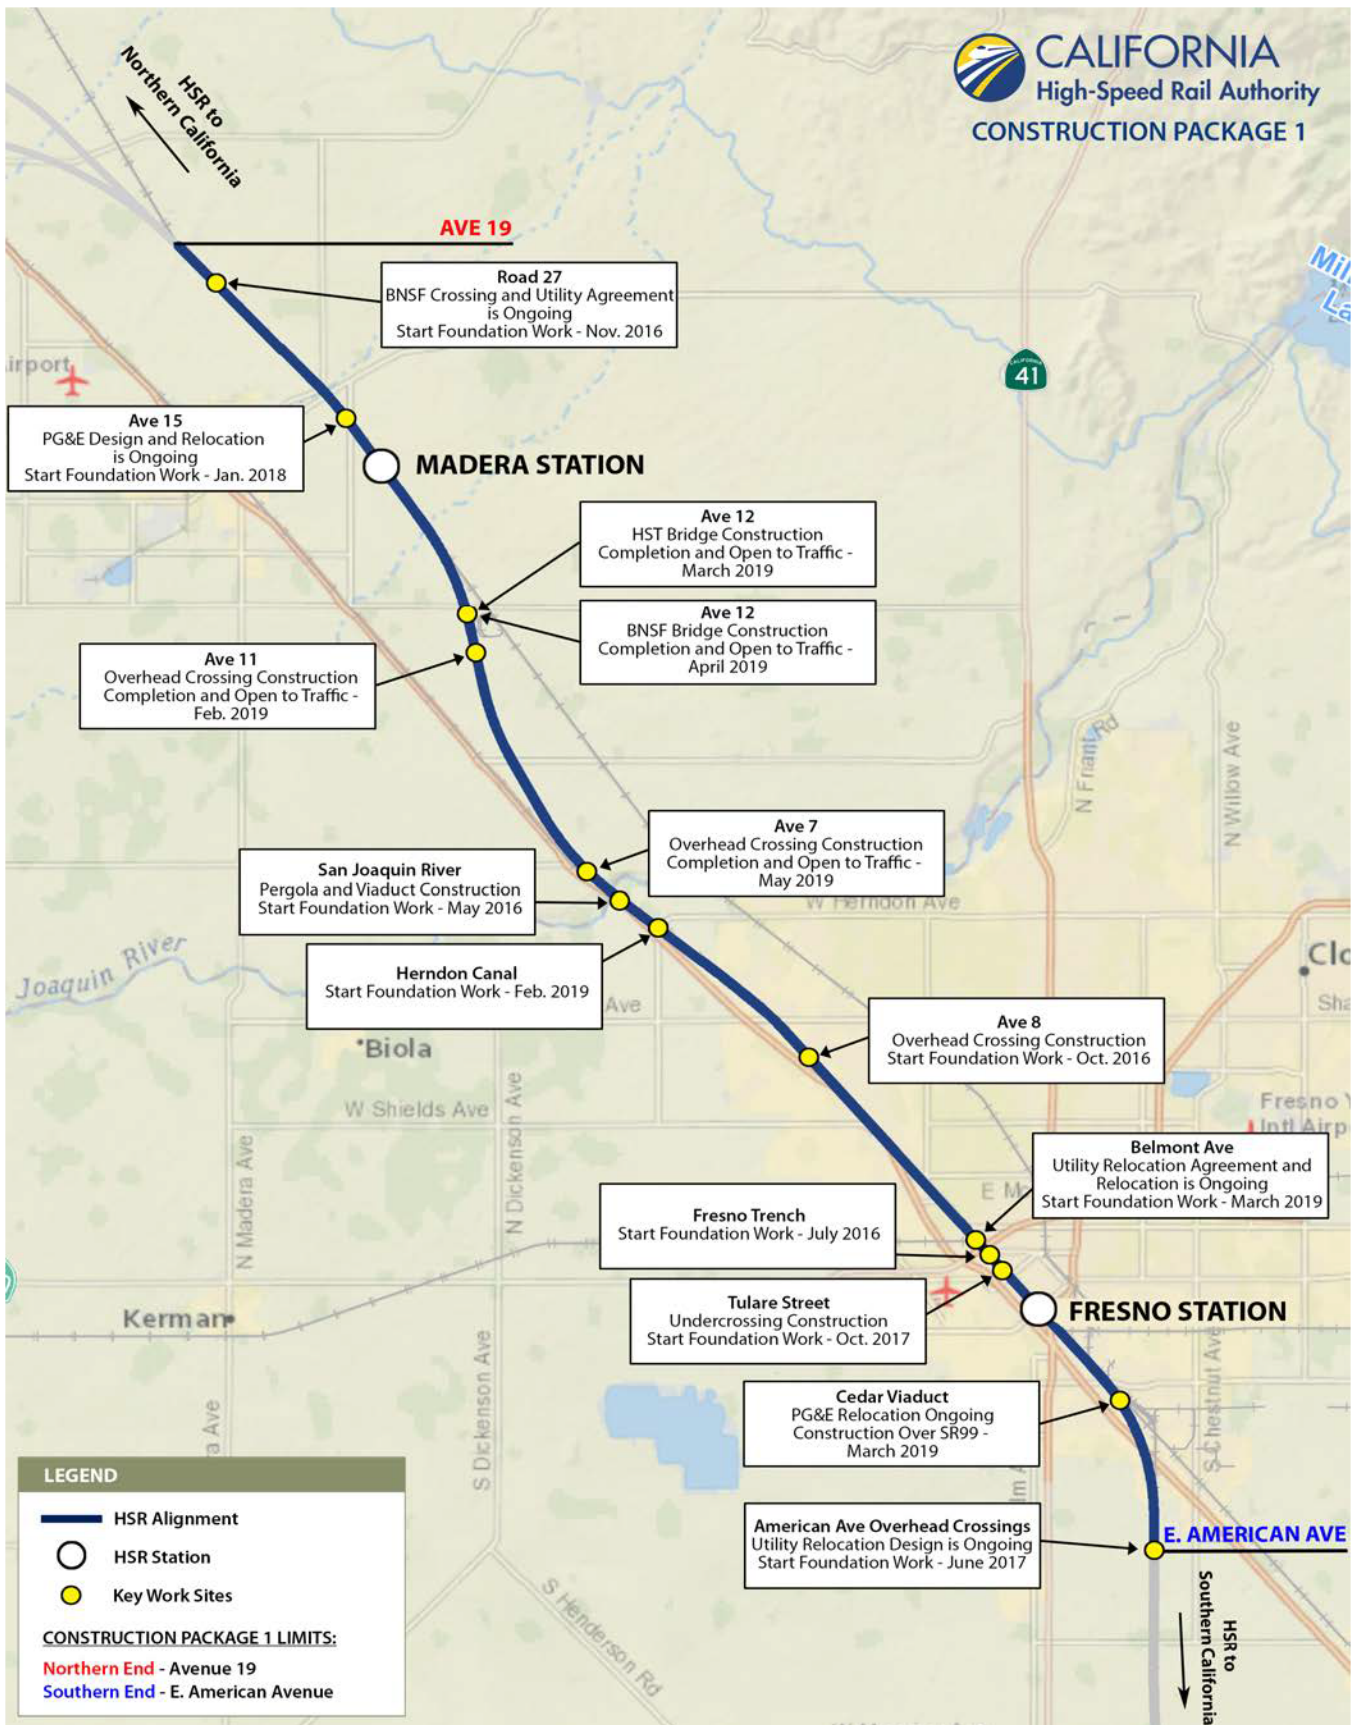 CALIFORNIA
High-Speed Rail Authority
CONSTRUCTION PACKAGE 1
HSR to
Northern California
AVE 19
Road 27
BNSF Crossing and Utility Agreement
is Ongoing
Start Foundation Work - Nov. 2016
CALIFORNIA
41
Ave 15
PG&E Design and Relocation
is Ongoing
Start Foundation Work - Jan. 2018
MADERA STATION
Ave 12
HST Bridge Construction
Completion and Open to Traffic -
March 2019
Ave 12
BNSF Bridge Construction
Completion and Open to Traffic -
April 2019
Ave 11
Overhead Crossing Construction
Completion and Open to Traffic -
Feb. 2019
N Friant Rd
N Willow Ave
Ave 7
Overhead Crossing Construction
Completion and Open to Traffic -
May 2019
San Joaquin River
Pergola and Viaduct Construction
Start Foundation Work - May 2016
W Herndon Ave
Joaquin River
Herndon Canal
Start Foundation Work - Feb. 2019
Ave
Clo
Sha
Biola
Ave 8
Overhead Crossing Construction
Start Foundation Work - Oct. 2016
W Shields Ave
N Dickenson Ave
N Madera Ave
Fresno Y
Intl Airp
Belmont Ave
Utility Relocation Agreement and
Relocation is Ongoing
Start Foundation Work - March 2019
Fresno Trench
Start Foundation Work - July 2016
Tulare Street
Undercrossing Construction
Start Foundation Work - Oct. 2017
Kerman
FRESNO STATION
S Dickenson Ave
S Chestnut Ave
Cedar Viaduct
PG&E Relocation Ongoing
Construction Over SR99 -
March 2019
ra Ave
American Ave Overhead Crossings
Utility Relocation Design is Ongoing
Start Foundation Work - June 2017
E. AMERICAN AVE
S Henderson Rd
HSR to
Southern California
LEGEND
HSR Alignment
HSR Station
Key Work Sites
CONSTRUCTION PACKAGE 1 LIMITS:
Northern End - Avenue 19
Southern End - E. American Avenue